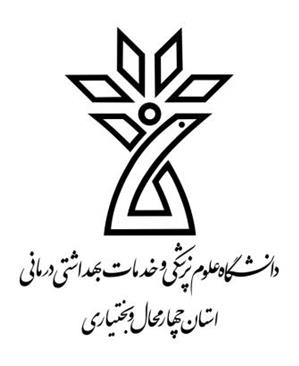 دانشگاه علوم پزشکی و خدمات بهداشتی درمانی
استان چهارمحال و بختیاری